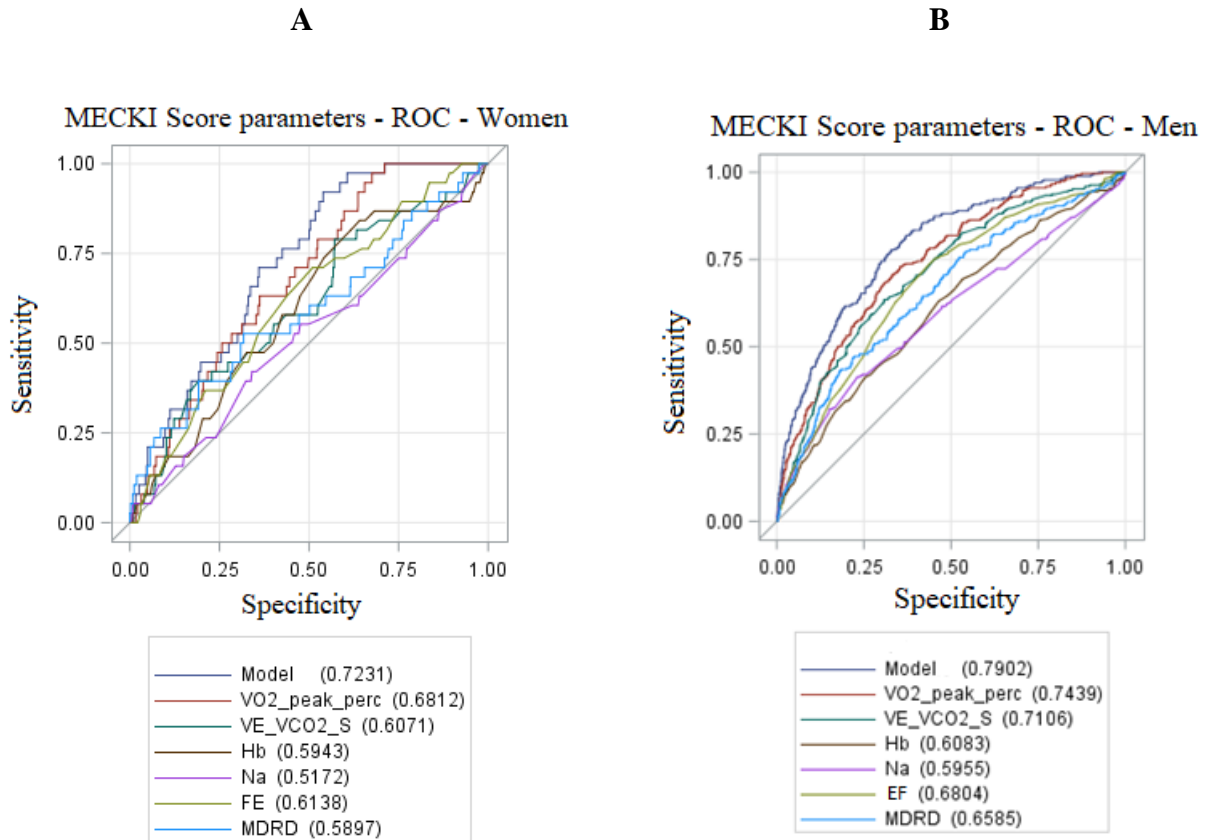 A
B
MECKI Score parameters - ROC - Women
1.00
0.75
0.50
0.25
0.00
Sensitivity
0.00 0.25 0.50 0.75 1.00
Specificity
Model (0.7231)
VO2_peak_perc (0.6812)
VE_VCO2_S (0.6071)
Hb (0.5943)
Na (0.5172)
FE (0.6138)
MDRD (0.5897)
MECKI Score parameters - ROC - Men
1.00
0.75
0.50
0.25
0.00
Sensitivity
0.00 0.25 0.50 0.75 1.00
Specificity
Model (0.7902)
VO2_peak_perc (0.7439)
VE_VCO2_S (0.7106)
Hb (0.6083)
Na (0.5955)
EF (0.6804)
MDRD (0.6585)